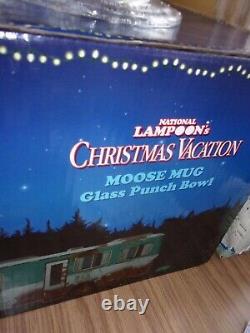 NATIONAL
LAMPOON's
CHRISTMAS VACATION
MOOSE MUG
Glass Punch Bowl